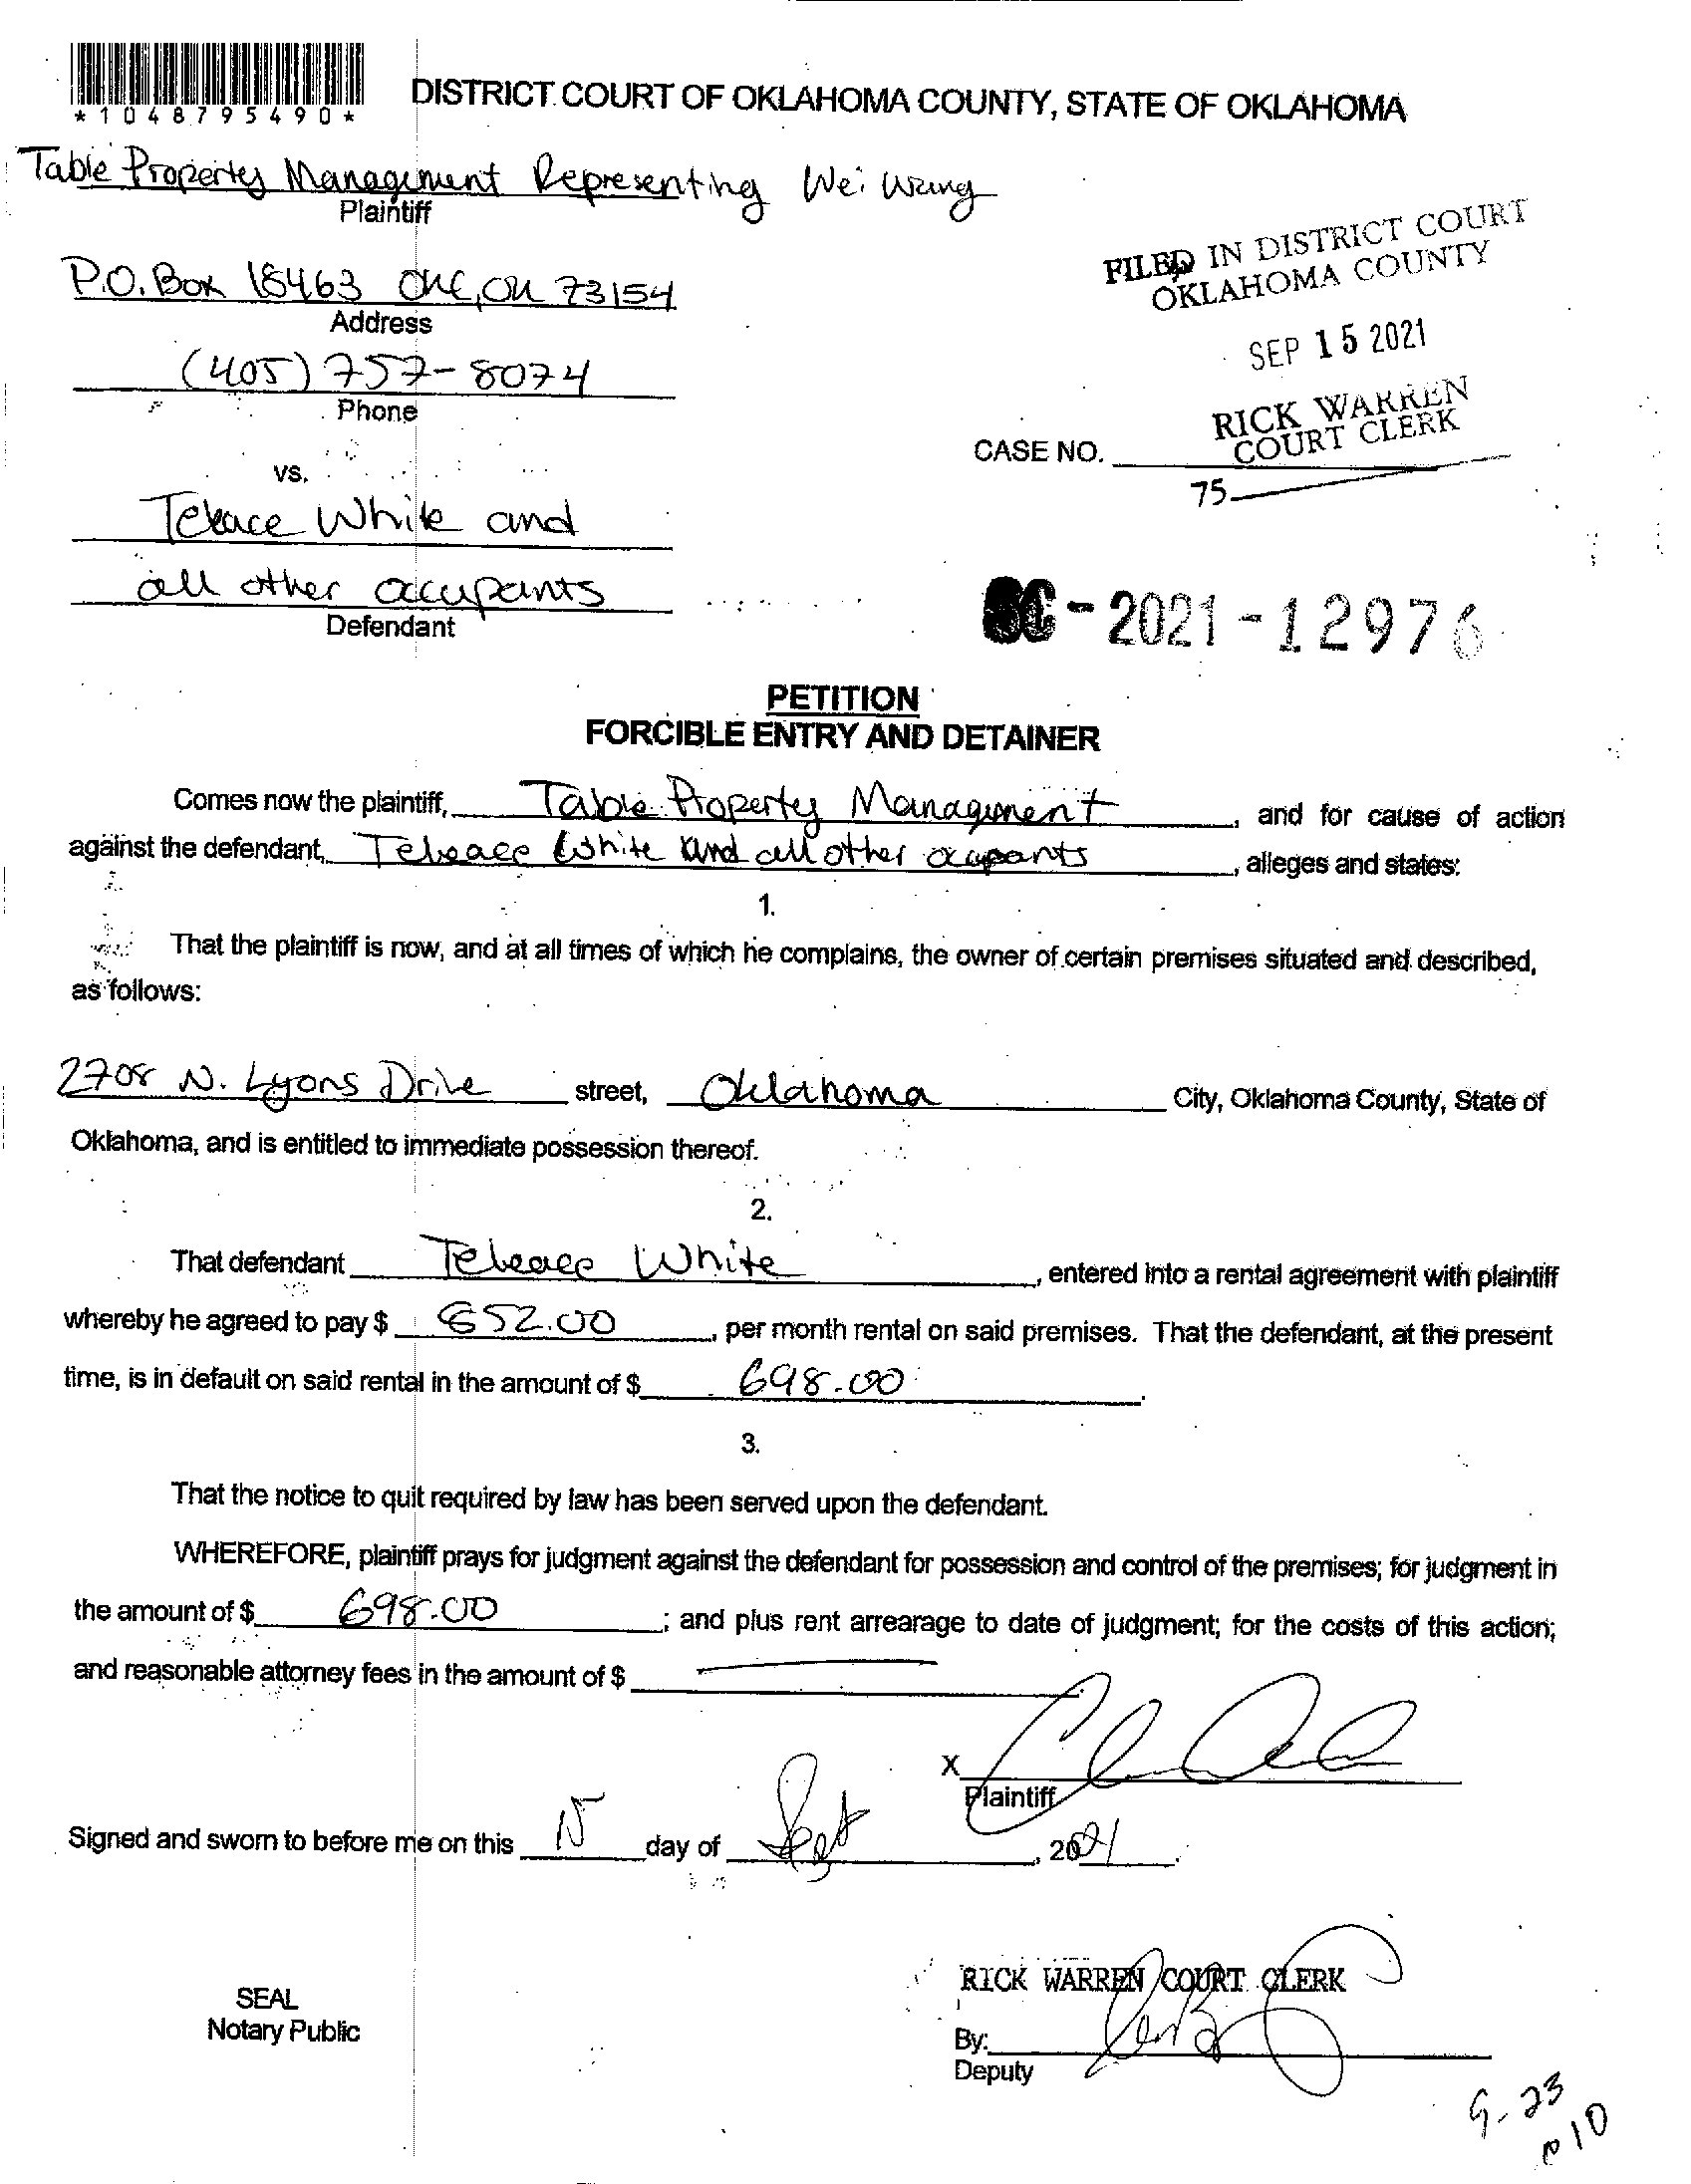 *1048795490*
DISTRICT COURT OF OKLAHOMA COUNTY, STATE OF OKLAHOMA
Table Property Management Representing Wei Wang
Plaintiff
P.O. Box 18463 OKC, OK 73154
Address
(405) 757-8074
Phone
FILED IN DISTRICT COURT
OKLAHOMA COUNTY
SEP 15 2021
RICK WARREN
COURT CLERK
CASE NO.
75
vs.
White and
all other occupants
Defendant
SC-2021-12976
PETITION
FORCIBLE ENTRY AND DETAINER
Comes now the plaintiff, Table Property Management, and for cause of action
against the defendant, White and all other occupants, alleges and states:
1.
That the plaintiff is now, and at all times of which he complains, the owner of certain premises situated and described,
as follows:
2708 N. Lyons Drive street, Oklahoma City, Oklahoma County, State of
Oklahoma, and is entitled to immediate possession thereof.
2.
That defendant White, entered into a rental agreement with plaintiff
whereby he agreed to pay $ 652.00, per month rental on said premises. That the defendant, at the present
time, is in default on said rental in the amount of $ 698.00.
3.
That the notice to quit required by law has been served upon the defendant.
WHEREFORE, plaintiff prays for judgment against the defendant for possession and control of the premises; for judgment in
the amount of $ 698.00; and plus rent arrearage to date of judgment; for the costs of this action;
and reasonable attorney fees in the amount of $
X
Plaintiff
Signed and sworn to before me on this 15 day of Sept, 2021.
SEAL
Notary Public
RICK WARREN COURT CLERK
By:
Deputy
9-23